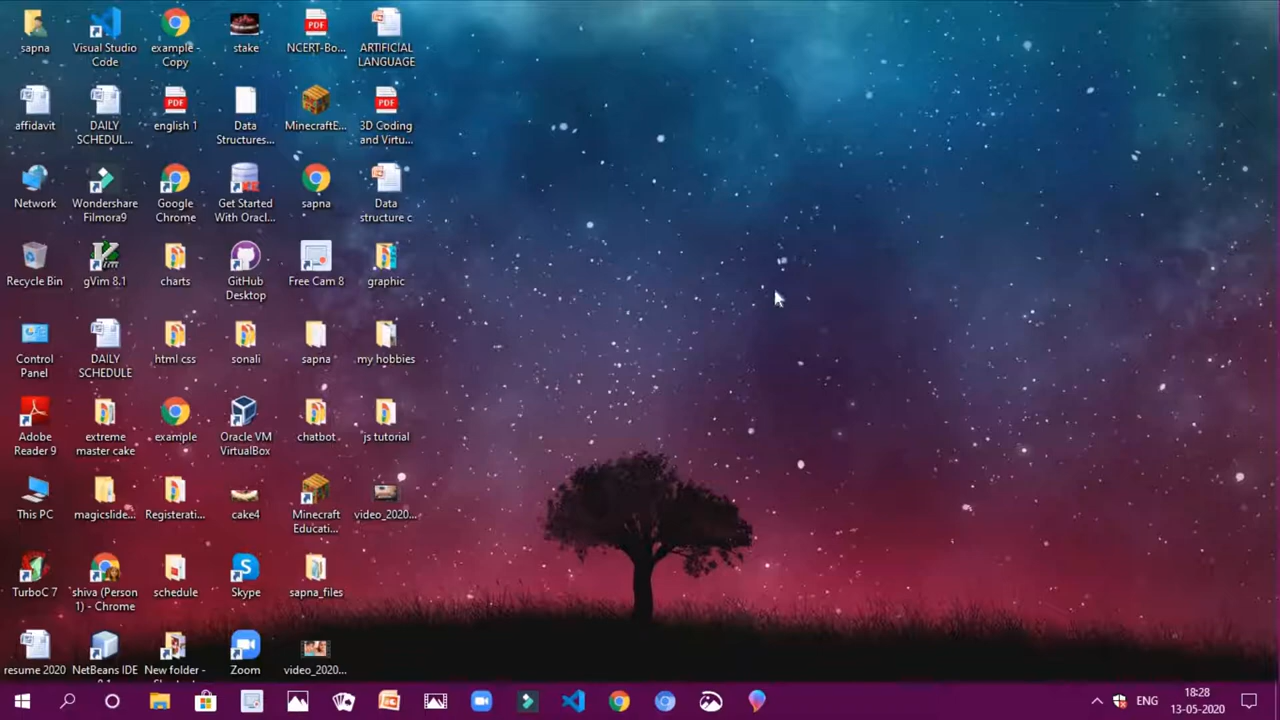 sapna
Visual Studio
Code
example -
Copy
stake
NCERT-Bo...
ARTIFICIAL
LANGUAGE
affidavit
DAILY
SCHEDUL...
english 1
Data
Structures...
MinecraftE...
3D Coding
and Virtu...
Network
Wondershare
Filmora9
Google
Chrome
Get Started
With Oracl...
sapna
Data
structure c
Recycle Bin
gVim 8.1
charts
GitHub
Desktop
Free Cam 8
graphic
Control
Panel
DAILY
SCHEDULE
html css
sonali
sapna
my hobbies
Adobe
Reader 9
extreme
master cake
example
Oracle VM
VirtualBox
chatbot
js tutorial
This PC
magicslide...
Registerati...
cake4
Minecraft
Educati...
video_2020...
TurboC 7
shiva (Person
1) - Chrome
schedule
Skype
sapna_files
resume 2020
NetBeans IDE
New folder -
Zoom
video_2020...
PDF
PDF
PDF
ENG
18:28
13-05-2020